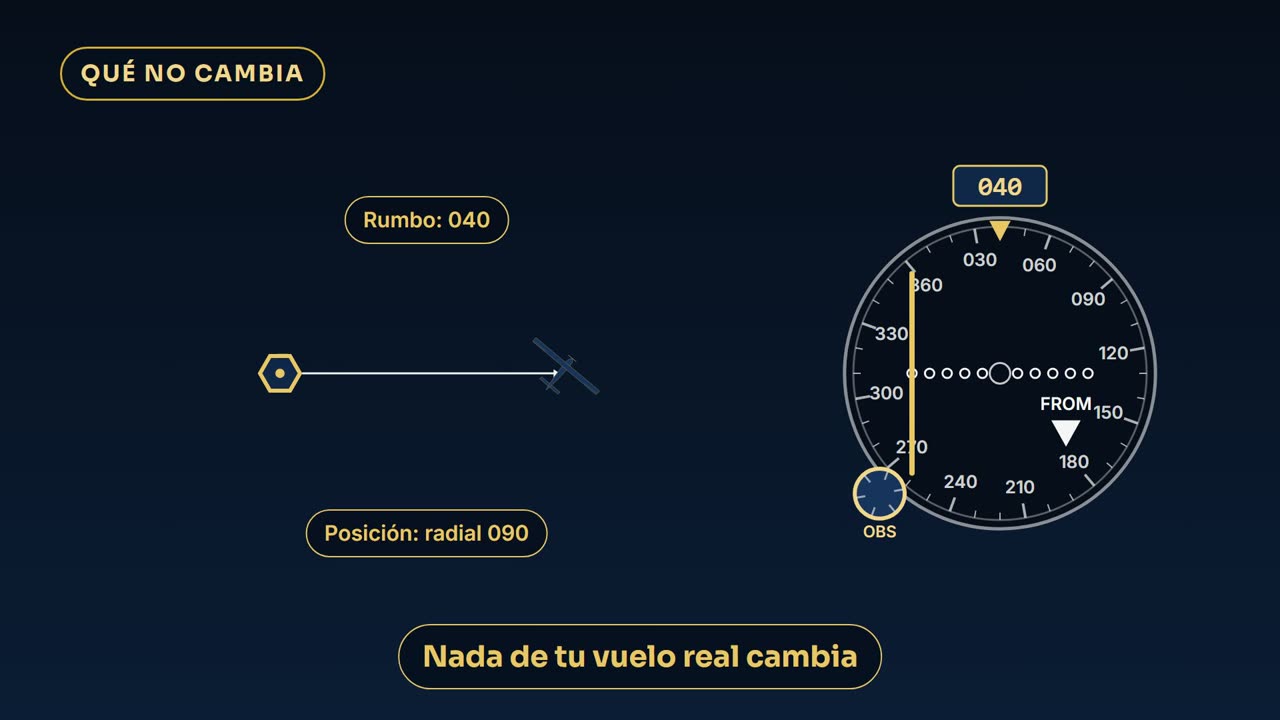 QUÉ NO CAMBIA
Rumbo: 040
Posición: radial 090
040
030
060
360
090
330
120
300
FROM
150
270
180
240
210
OBS
Nada de tu vuelo real cambia